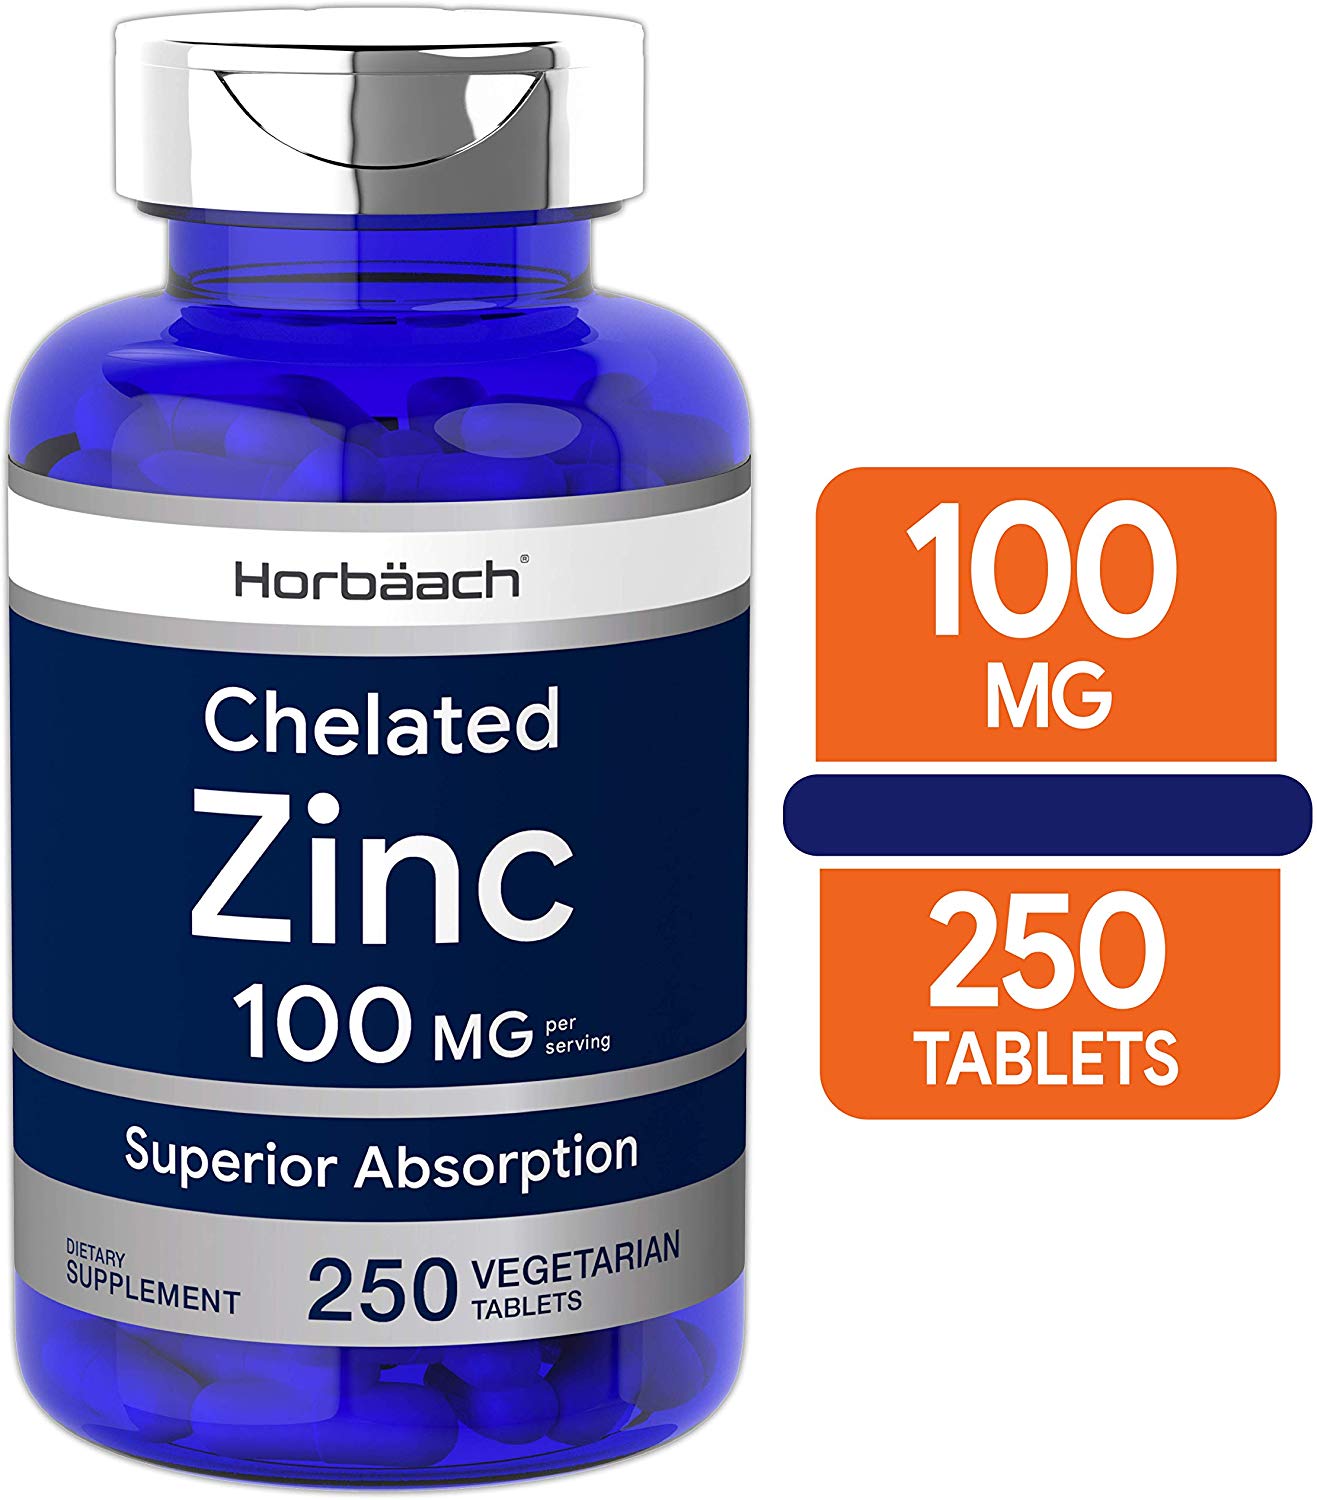 Horbäach®
Chelated
Zinc
100 MG per
serving
Superior Absorption
DIETARY
SUPPLEMENT
250 VEGETARIAN
TABLETS
100
MG
250
TABLETS